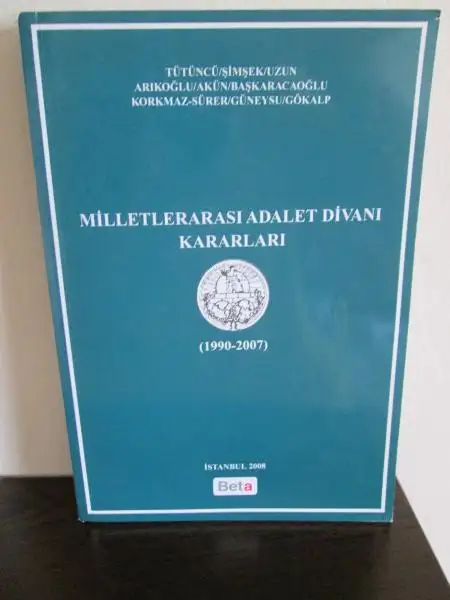 TÜTÜNCÜ/ŞİMŞEK/UZUN
ARIKOĞLU/AKÜN/BAŞKARACAOĞLU
KORKMAZ-SÜRER/GÜNEYSU/GÖKALP
MİLLETLERARASI ADALET DİVANI
KARARLARI
(1990-2007)
İSTANBUL 2008
Beta